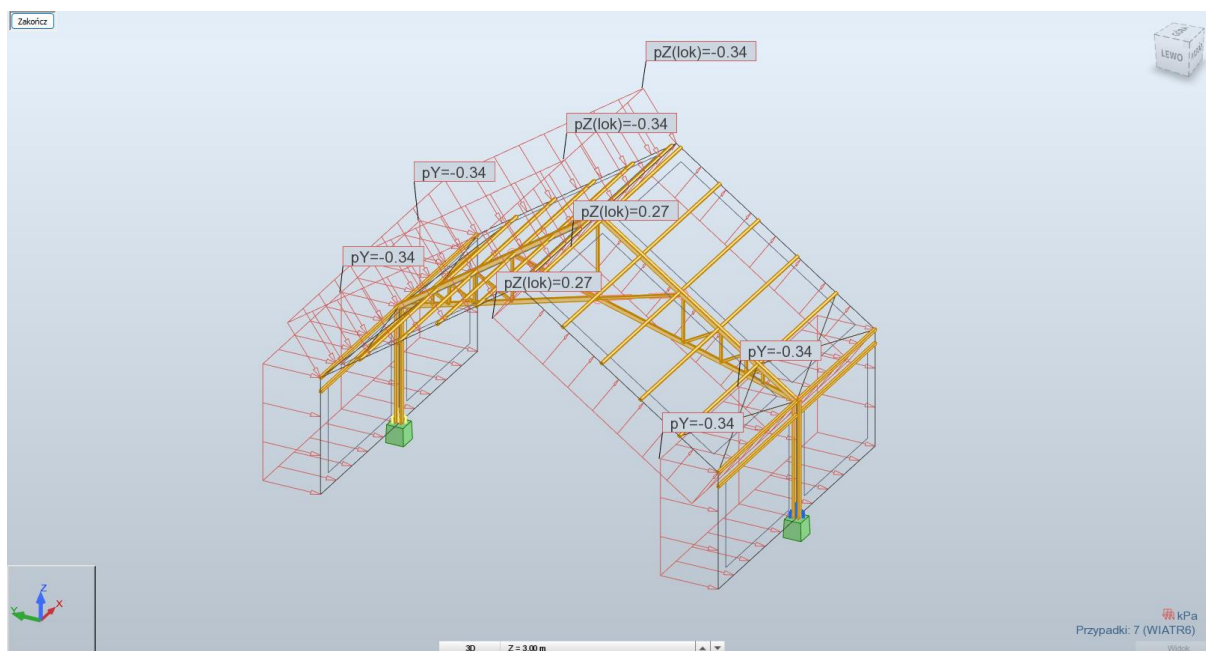 Zakończ
pZ(lok)=-0.34
LEWO
pZ(lok)=-0.34
pY=-0.34
pZ(lok)=0.27
pY=-0.34
pZ(lok)=0.27
pY=-0.34
pY=-0.34
Z
Y
X
kPa
Przypadki: 7 (WIATR6)
3D
Z = 3.00 m
Widok